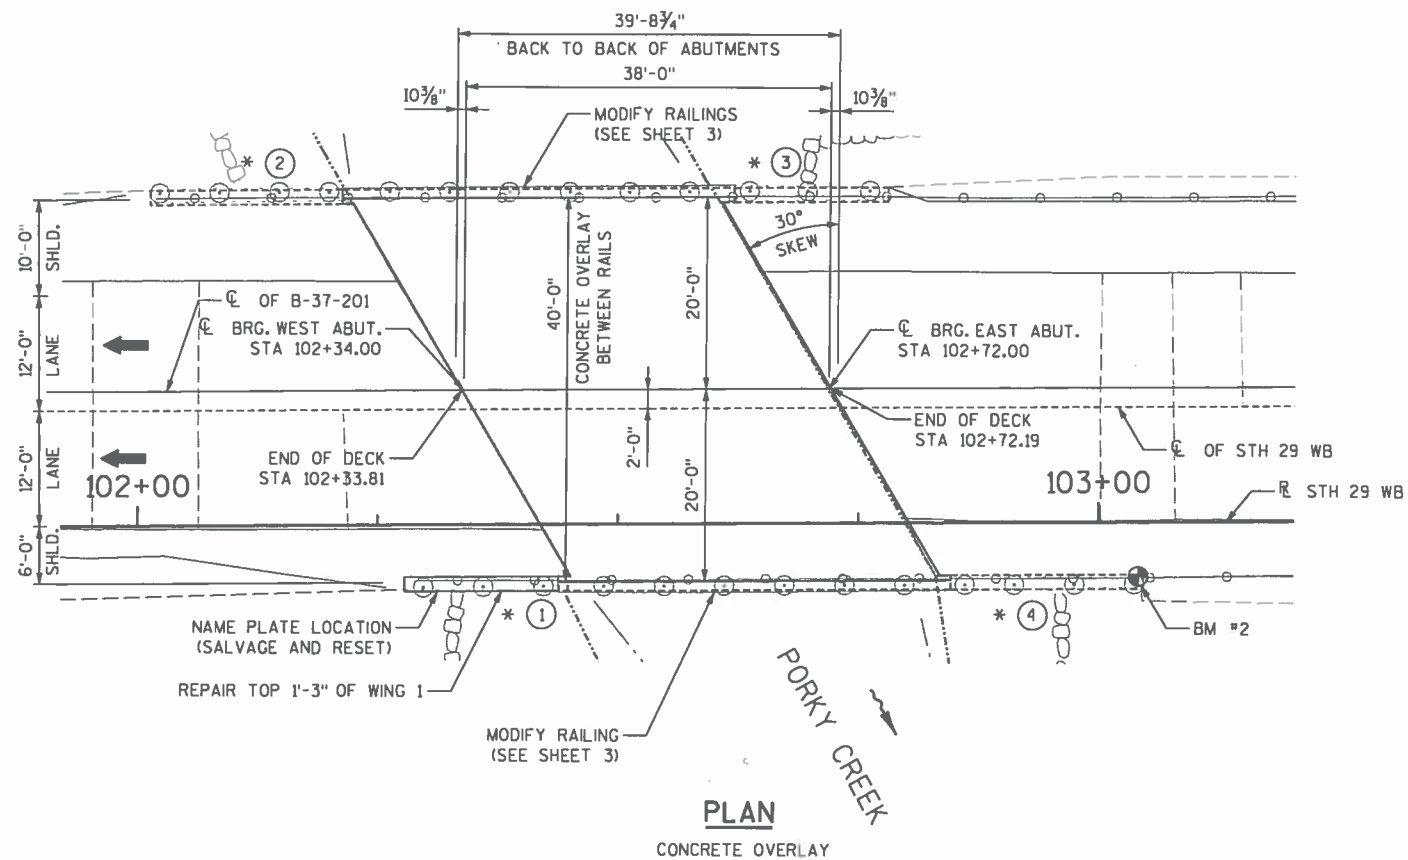 39'-8¾"
BACK TO BACK OF ABUTMENTS
38'-0"
10⅜"
10⅜"
MODIFY RAILINGS
(SEE SHEET 3)
* 2
* 3
30°
SKEW
10'-0"
SHLD.
CONCRETE OVERLAY
BETWEEN RAILS
40'-0"
20'-0"
℄ OF B-37-201
℄ BRG. WEST ABUT.
STA 102+34.00
℄ BRG. EAST ABUT.
STA 102+72.00
12'-0"
LANE
END OF DECK
STA 102+72.19
2'-0"
℄ OF STH 29 WB
END OF DECK
STA 102+33.81
12'-0"
LANE
102+00
20'-0"
103+00
R STH 29 WB
6'-0"
SHLD.
NAME PLATE LOCATION
(SALVAGE AND RESET)
* 1
* 4
BM #2
REPAIR TOP 1'-3" OF WING 1
MODIFY RAILING
(SEE SHEET 3)
PORKY CREEK
PLAN
CONCRETE OVERLAY